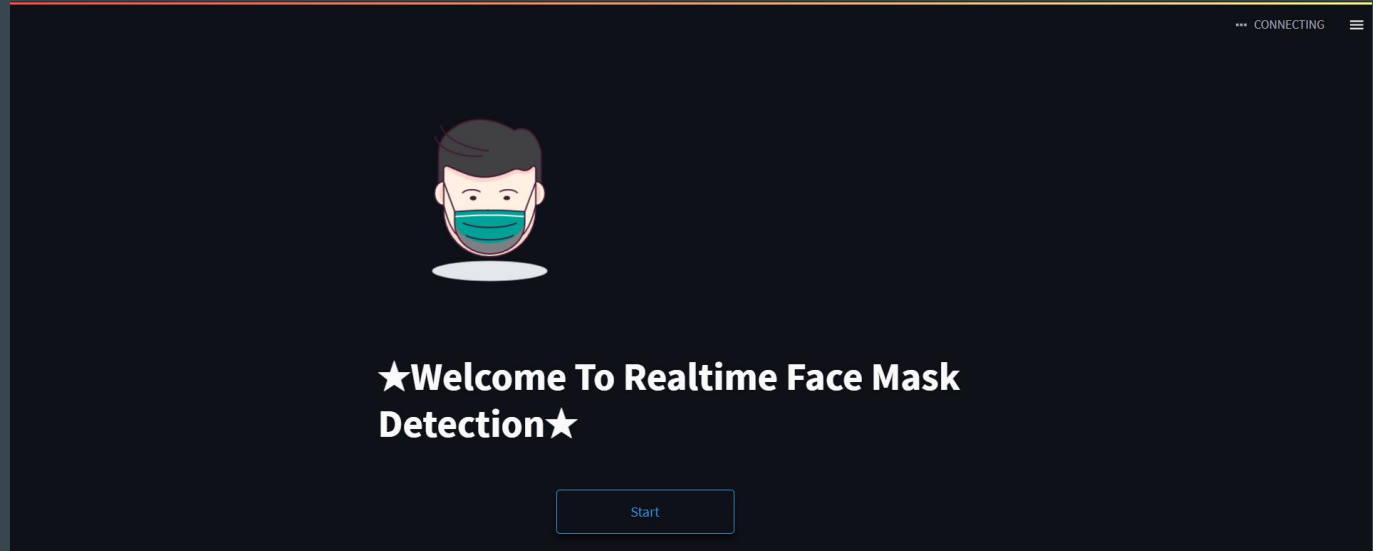 CONNECTING
★Welcome To Realtime Face Mask
Detection★
Start